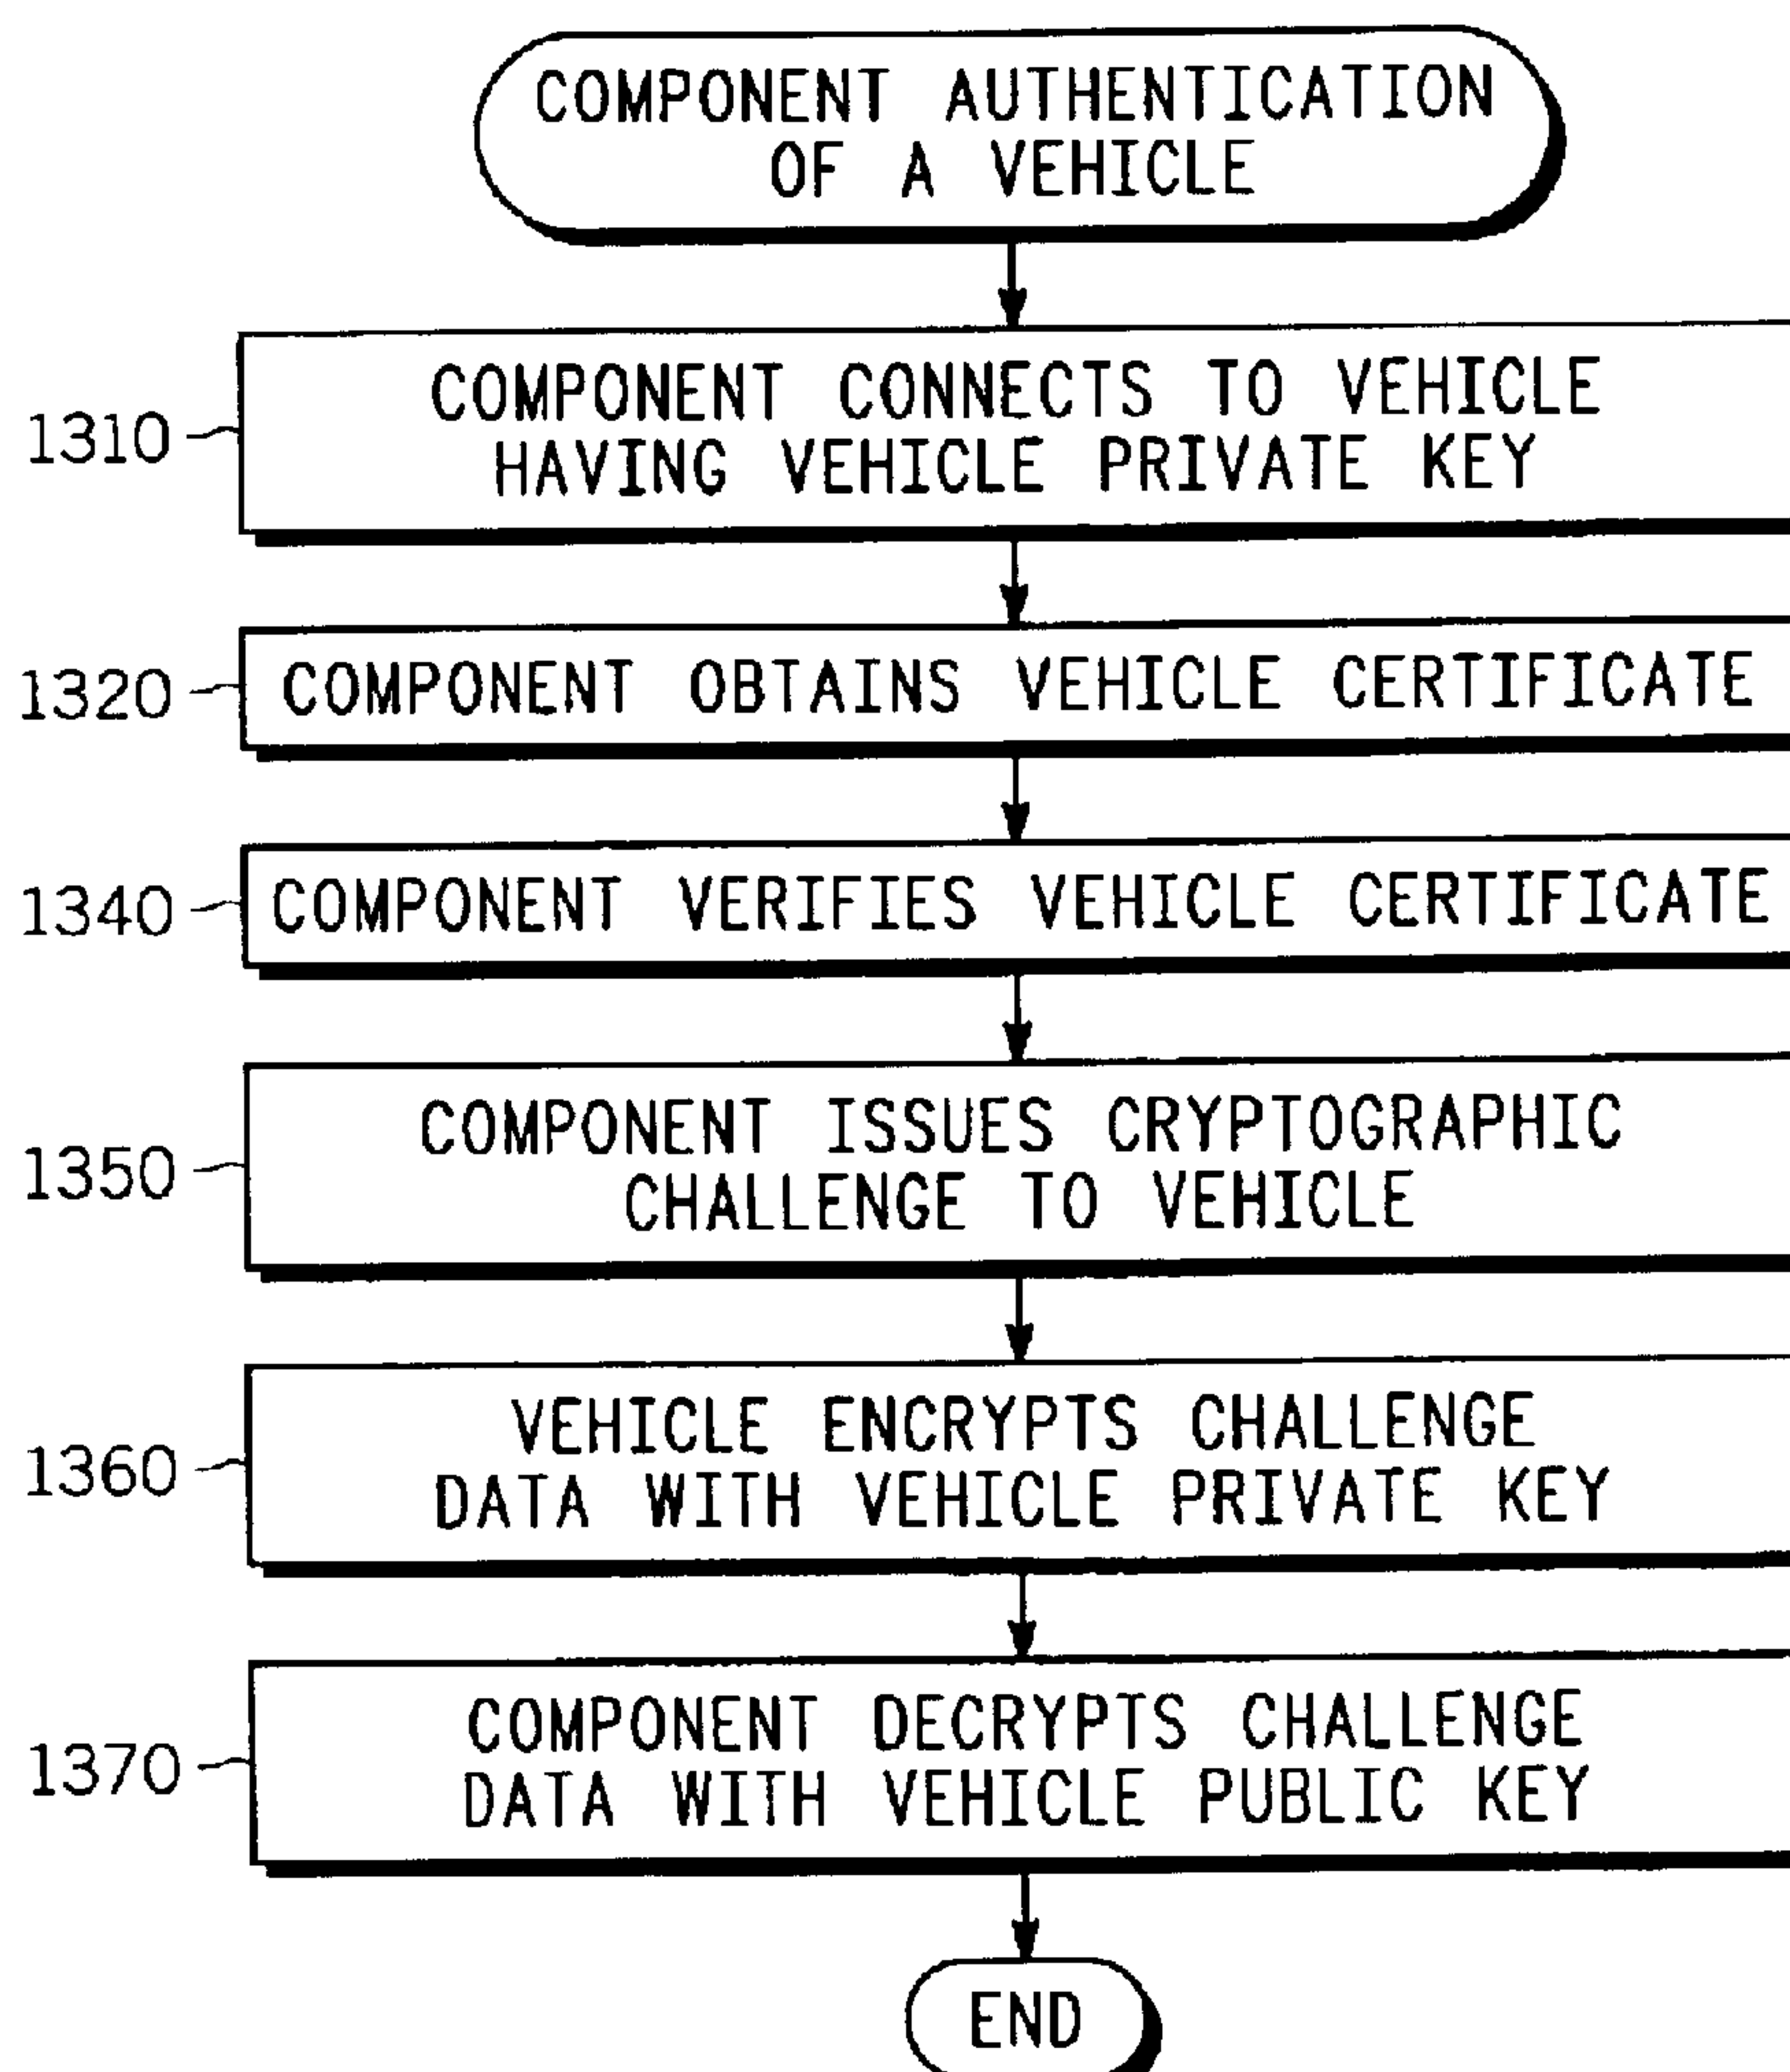 COMPONENT AUTHENTICATION
OF A VEHICLE
1310
COMPONENT CONNECTS TO VEHICLE
HAVING VEHICLE PRIVATE KEY
1320
COMPONENT OBTAINS VEHICLE CERTIFICATE
1340
COMPONENT VERIFIES VEHICLE CERTIFICATE
1350
COMPONENT ISSUES CRYPTOGRAPHIC
CHALLENGE TO VEHICLE
1360
VEHICLE ENCRYPTS CHALLENGE
DATA WITH VEHICLE PRIVATE KEY
1370
COMPONENT DECRYPTS CHALLENGE
DATA WITH VEHICLE PUBLIC KEY
END